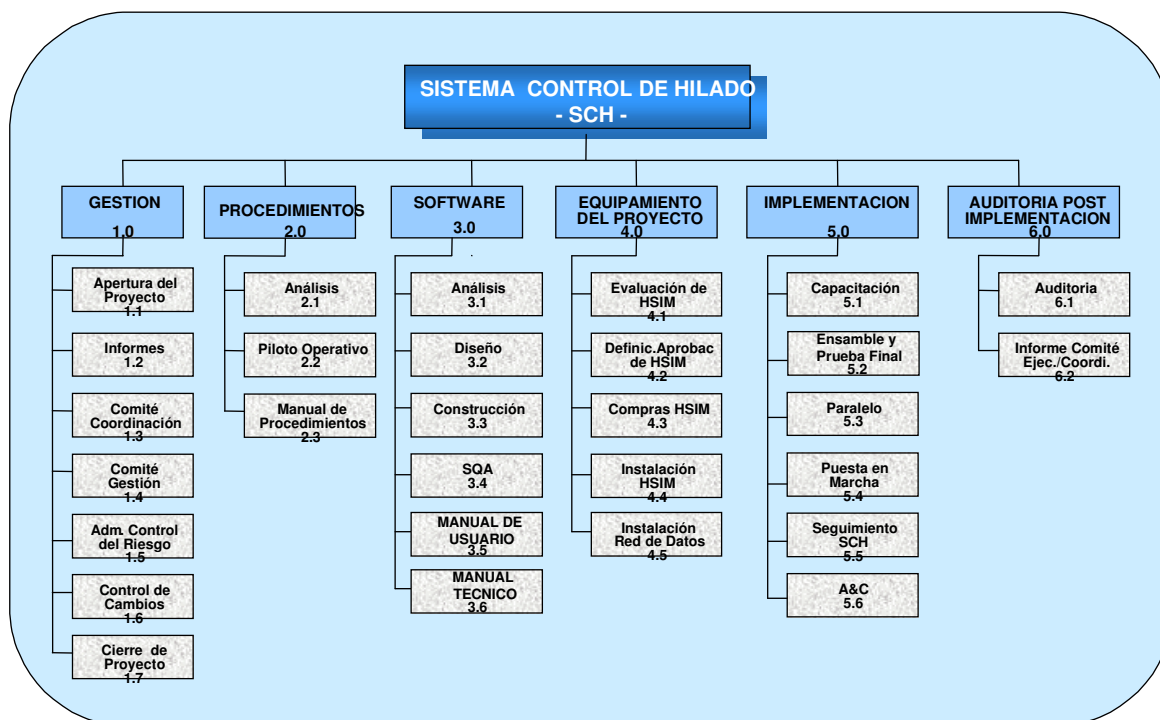 SISTEMA CONTROL DE HILADO
- SCH -
GESTION
1.0
Apertura del
Proyecto
1.1
Informes
1.2
Comité
Coordinación
1.3
Comité
Gestión
1.4
Adm. Control
del Riesgo
1.5
Control de
Cambios
1.6
Cierre de
Proyecto
1.7
PROCEDIMIENTOS
2.0
Análisis
2.1
Piloto Operativo
2.2
Manual de
Procedimientos
2.3
SOFTWARE
3.0
Análisis
3.1
Diseño
3.2
Construcción
3.3
SQA
3.4
MANUAL DE
USUARIO
3.5
MANUAL
TECNICO
3.6
EQUIPAMIENTO
DEL PROYECTO
4.0
Evaluación de
HSIM
4.1
Definic.Aprobac
de HSIM
4.2
Compras HSIM
4.3
Instalación
HSIM
4.4
Instalación
Red de Datos
4.5
IMPLEMENTACION
5.0
Capacitación
5.1
Ensamble y
Prueba Final
5.2
Paralelo
5.3
Puesta en
Marcha
5.4
Seguimiento
SCH
5.5
A&C
5.6
AUDITORIA POST
IMPLEMENTACION
6.0
Auditoria
6.1
Informe Comité
Ejec./Coordi.
6.2